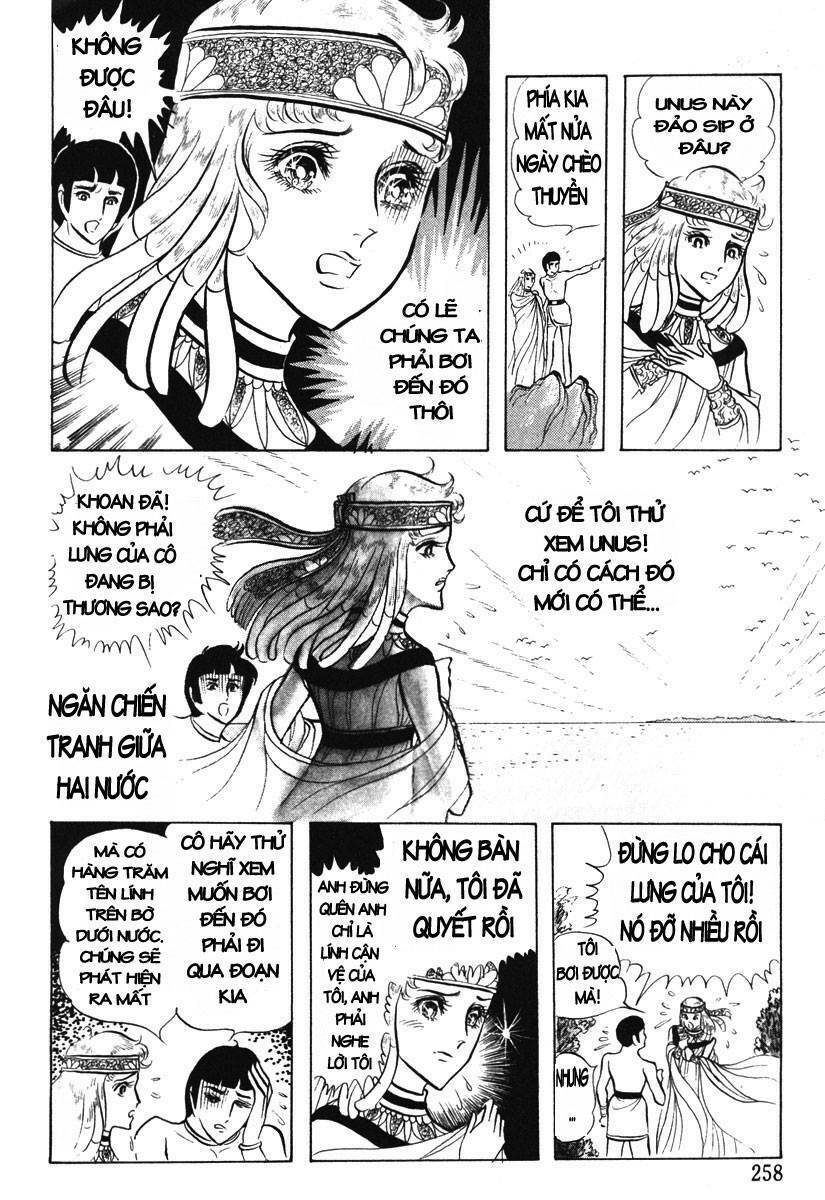 UNUS NÀY
ĐẢO SIP Ở
ĐÂU?
PHÍA KIA
MẤT NỬA
NGÀY CHÈO
THUYỀN
KHÔNG
ĐƯỢC
ĐÂU!
CÓ LẼ
CHÚNG TA
PHẢI BƠI
ĐẾN ĐÓ
THÔI
CỨ ĐỂ TÔI THỬ
XEM UNUS!
CHỈ CÓ CÁCH ĐÓ
MỚI CÓ THỂ...
KHOAN ĐÃ!
KHÔNG PHẢI
LƯNG CỦA CÔ
ĐANG BỊ
THƯƠNG SAO?
NGĂN CHIẾN
TRANH GIỮA
HAI NƯỚC
ĐỪNG LO CHO CÁI
LƯNG CỦA TÔI!
NÓ ĐỠ NHIỀU RỒI
TÔI
BƠI ĐƯỢC
MÀ!
NHƯNG
...
KHÔNG BÀN
NỮA, TÔI ĐÃ
QUYẾT RỒI
ANH ĐỪNG
QUÊN ANH
CHỈ LÀ
LÍNH CẬN
VỆ CỦA
TÔI, ANH
PHẢI
NGHE
LỜI TÔI
CÔ HÃY THỬ
NGHĨ XEM
MUỐN BƠI
ĐẾN ĐÓ
PHẢI ĐI
QUA ĐOẠN
KIA
MÀ CÓ
HÀNG TRĂM
TÊN LÍNH
TRÊN BỜ
DƯỚI NƯỚC.
CHÚNG SẼ
PHÁT HIỆN
RA MẤT
258